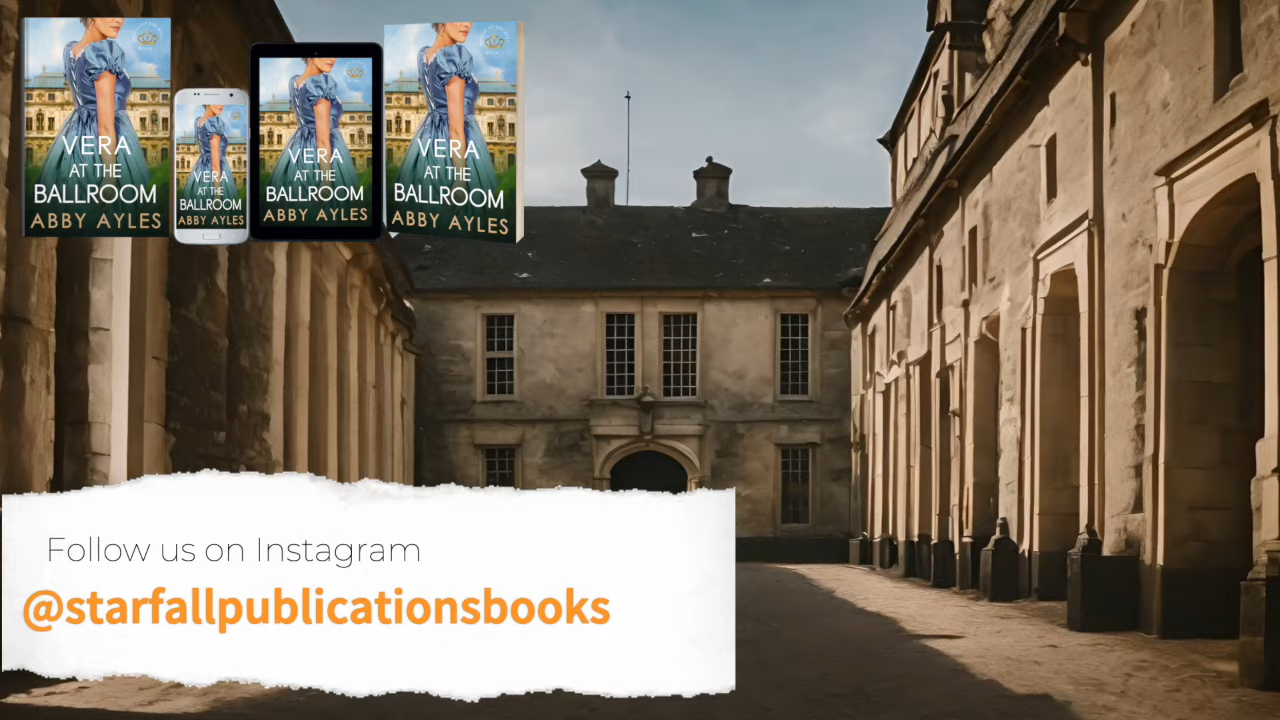 VERA
AT THE
BALLROOM
ABBY AYLES
VERA
AT THE
BALLROOM
ABBY AYLES
VERA
AT THE
BALLROOM
ABBY AYLES
VERA
AT THE
BALLROOM
ABBY AYLES
Follow us on Instagram
@starfallpublicationsbooks